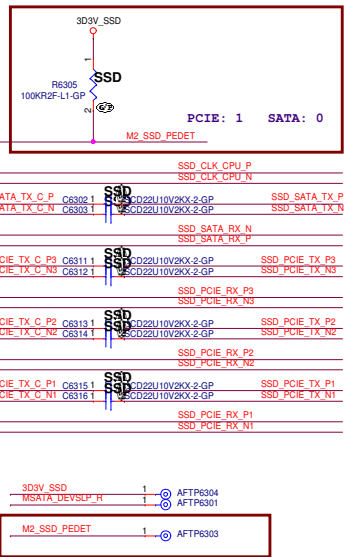 3D3V_SSD
1
R6305
SSD
100KR2F-L1-GP
2
PCIE: 1 SATA: 0
M2_SSD_PEDET
SSD_CLK_CPU_P
SSD_CLK_CPU_N
ATA_TX_C_P C6302 1 SSD SCD22U10V2KX-2-GP SSD_SATA_TX_P
ATA_TX_C_N C6303 1 SSD SCD22U10V2KX-2-GP SSD_SATA_TX_N
SSD_SATA_RX_N
SSD_SATA_RX_P
CIE_TX_C_P3 C6311 1 SSD SCD22U10V2KX-2-GP SSD_PCIE_TX_P3
CIE_TX_C_N3 C6312 1 SSD SCD22U10V2KX-2-GP SSD_PCIE_TX_N3
SSD_PCIE_RX_P3
SSD_PCIE_RX_N3
CIE_TX_C_P2 C6313 1 SSD SCD22U10V2KX-2-GP SSD_PCIE_TX_P2
CIE_TX_C_N2 C6314 1 SSD SCD22U10V2KX-2-GP SSD_PCIE_TX_N2
SSD_PCIE_RX_P2
SSD_PCIE_RX_N2
CIE_TX_C_P1 C6315 1 SSD SCD22U10V2KX-2-GP SSD_PCIE_TX_P1
CIE_TX_C_N1 C6316 1 SSD SCD22U10V2KX-2-GP SSD_PCIE_TX_N1
SSD_PCIE_RX_P1
SSD_PCIE_RX_N1
3D3V_SSD 1 AFTP6304
MSATA_DEVSLP_R 1 AFTP6301
M2_SSD_PEDET 1 AFTP6303